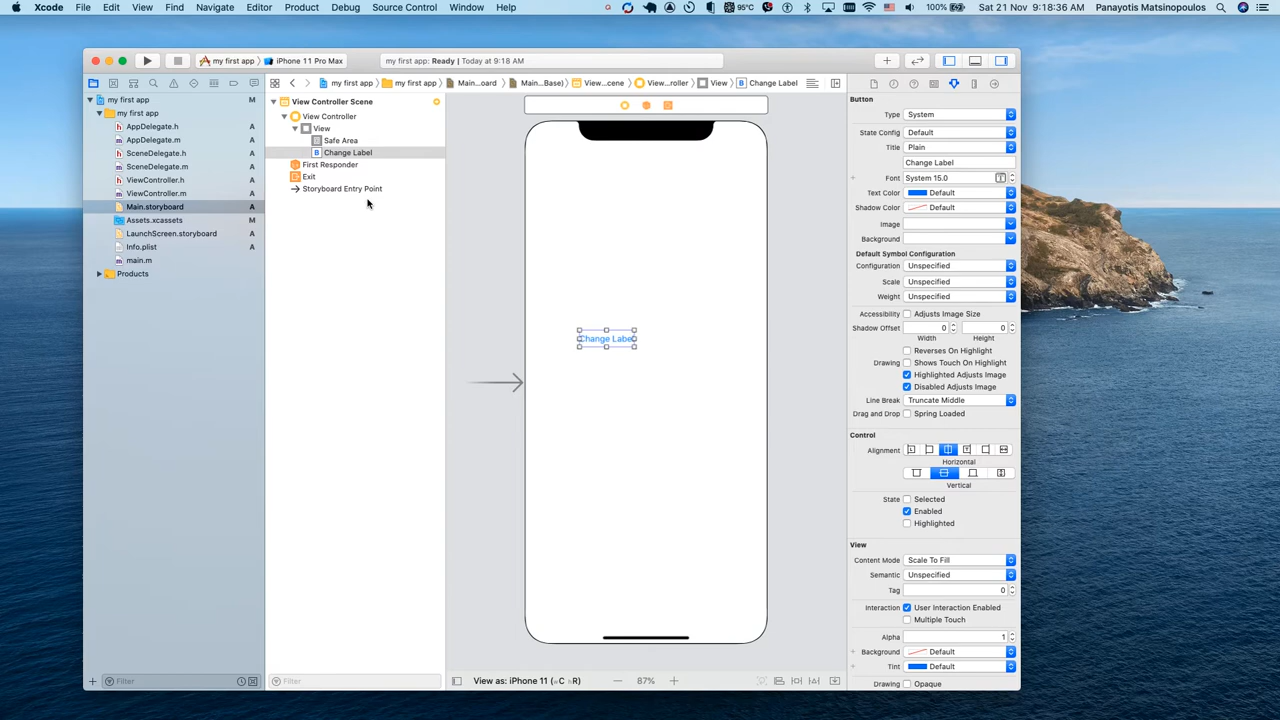 Xcode File Edit View Find Navigate Editor Product Debug Source Control Window Help 95°C 100% Sat 21 Nov 09:18:36 AM Panayotis Matsinopoulos
my first app iPhone 11 Pro Max my first app: Ready | Today at 9:18 AM
my first app my first app Main...oard Main...Base) View...cene View...roller View Change Label
my first app M
my first app
AppDelegate.h A
AppDelegate.m A
SceneDelegate.h A
SceneDelegate.m A
ViewController.h A
ViewController.m A
Main.storyboard A
Assets.xcassets M
LaunchScreen.storyboard A
Info.plist A
main.m A
Products
Filter
View Controller Scene
View Controller
View
Safe Area
B Change Label
First Responder
Exit
Storyboard Entry Point
Filter
Change Label
View as: iPhone 11 (wC hR) 87%
Button
Type System
State Config Default
Title Plain
Change Label
Font System 15.0
Text Color Default
Shadow Color Default
Image
Background
Default Symbol Configuration
Configuration Unspecified
Scale Unspecified
Weight Unspecified
Accessibility Adjusts Image Size
Shadow Offset 0 0
Width Height
Reverses On Highlight
Drawing Shows Touch On Highlight
Highlighted Adjusts Image
Disabled Adjusts Image
Line Break Truncate Middle
Drag and Drop Spring Loaded
Control
Alignment
Horizontal
Vertical
State Selected
Enabled
Highlighted
View
Content Mode Scale To Fill
Semantic Unspecified
Tag 0
Interaction User Interaction Enabled
Multiple Touch
Alpha 1
Background Default
Tint Default
Drawing Opaque